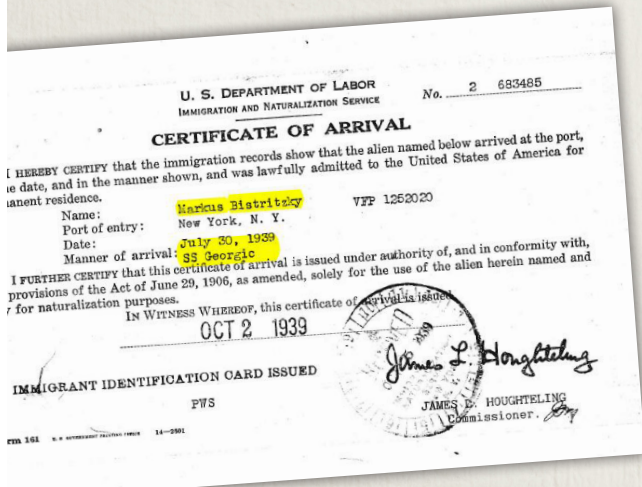 U. S. DEPARTMENT OF LABOR
IMMIGRATION AND NATURALIZATION SERVICE
No. 2 683485
CERTIFICATE OF ARRIVAL
I HEREBY CERTIFY that the immigration records show that the alien named below arrived at the port,
e date, and in the manner shown, and was lawfully admitted to the United States of America for
anent residence.
Name: Markus Bistritzky VFP 1252020
Port of entry: New York, N. Y.
Date: July 30, 1939
Manner of arrival: SS Georgic
I FURTHER CERTIFY that this certificate of arrival is issued under authority of, and in conformity with,
provisions of the Act of June 29, 1906, as amended, solely for the use of the alien herein named and
y for naturalization purposes.
IN WITNESS WHEREOF, this certificate of arrival is issued
OCT 2 1939
James L. Houghteling
IMMIGRANT IDENTIFICATION CARD ISSUED
PWS
JAMES L. HOUGHTELING
Commissioner.
rm 161 U. S. GOVERNMENT PRINTING OFFICE 14—2501